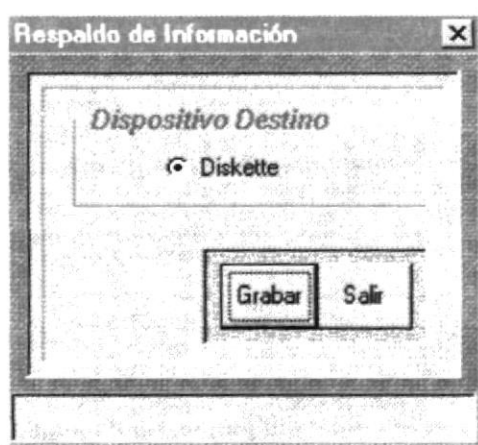 Respaldo de Información
Dispositivo Destino
Diskette
Grabar Salir